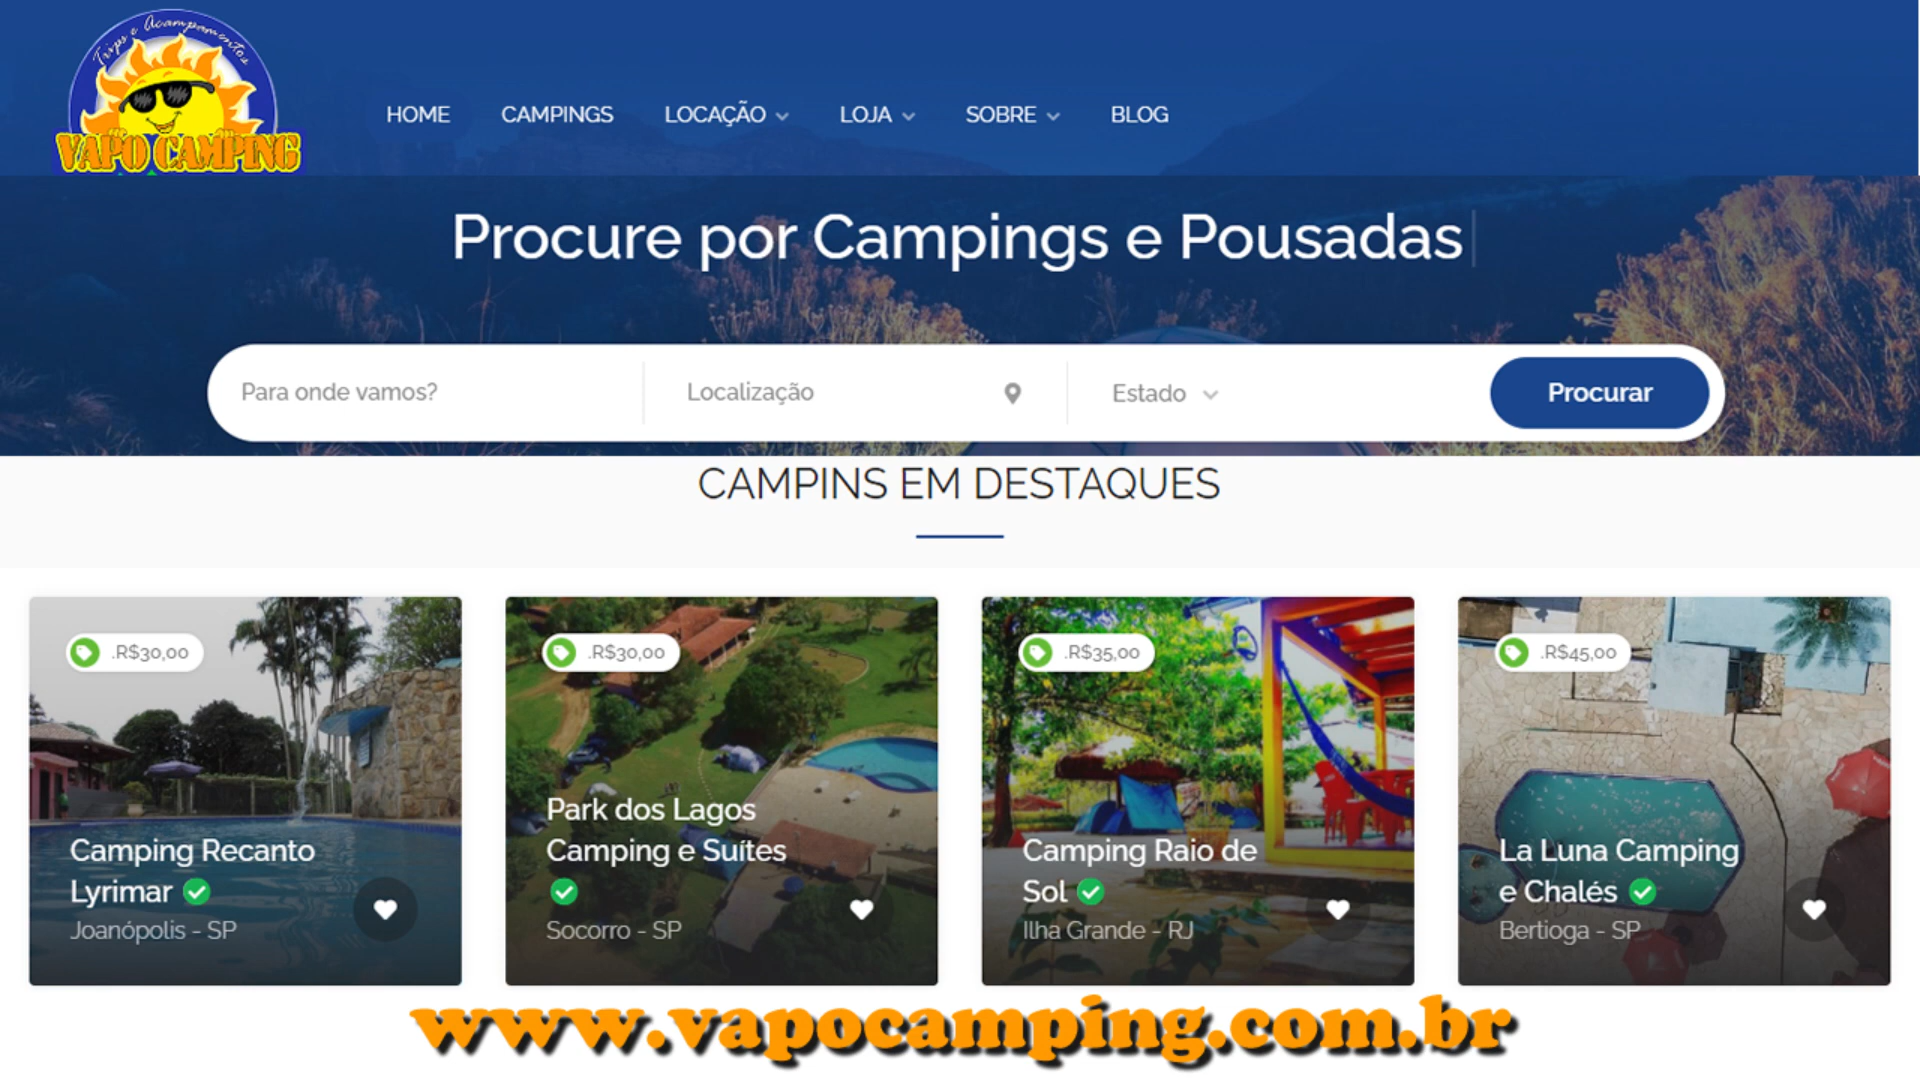 Trips e Acampamentos
VAPO CAMPING
HOME CAMPINGS LOCAÇÃO LOJA SOBRE BLOG
Procure por Campings e Pousadas
Para onde vamos? Localização Estado Procurar
CAMPINS EM DESTAQUES
.R$30,00
Camping Recanto
Lyrimar
Joanópolis - SP
.R$30,00
Park dos Lagos
Camping e Suítes
Socorro - SP
.R$35,00
Camping Raio de
Sol
Ilha Grande - RJ
.R$45,00
La Luna Camping
e Chalés
Bertioga - SP
www.vapocamping.com.br